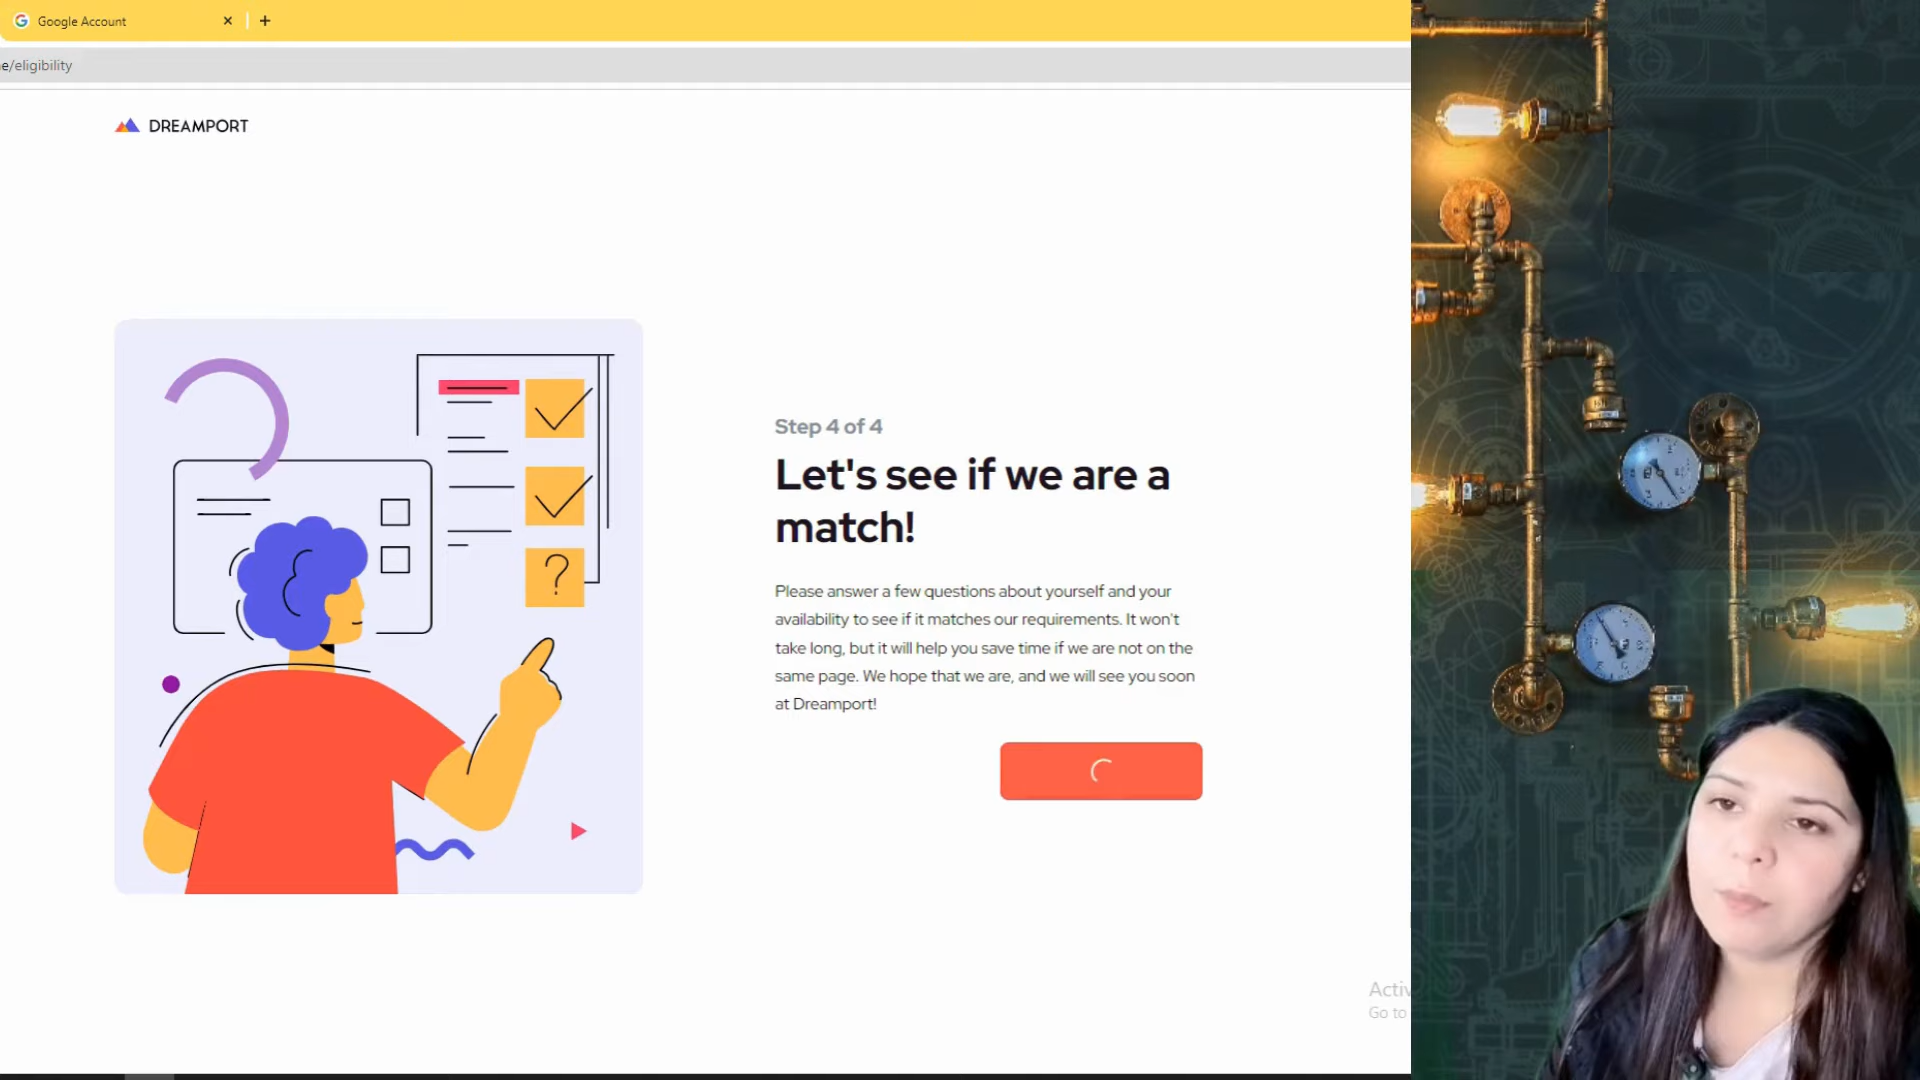 Google Account
e/eligibility
DREAMPORT
Step 4 of 4
Let's see if we are a
match!
Please answer a few questions about yourself and your
availability to see if it matches our requirements. It won't
take long, but it will help you save time if we are not on the
same page. We hope that we are, and we will see you soon
at Dreamport!
?
Activ
Go to